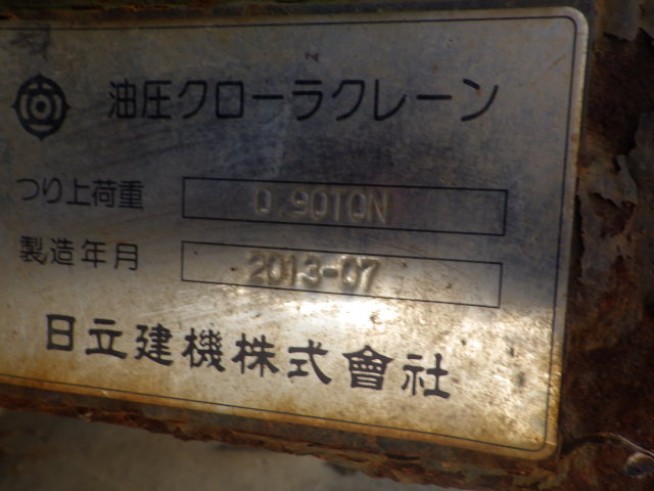 油圧クローラクレーン
つり上荷重 0.90TON
製造年月 2013-07
日立建機株式會社